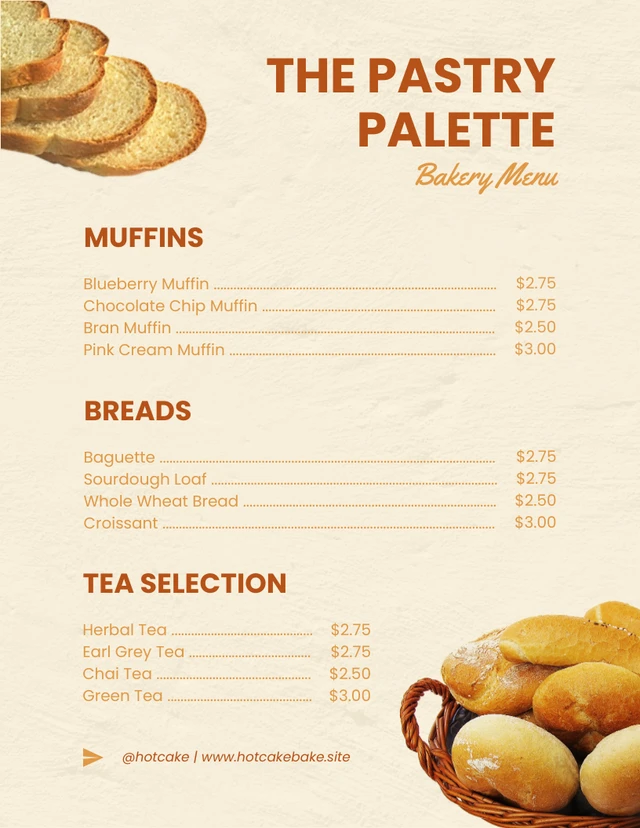 THE PASTRY
PALETTE
Bakery Menu
MUFFINS
Blueberry Muffin ........................ $2.75
Chocolate Chip Muffin ........................ $2.75
Bran Muffin ........................ $2.50
Pink Cream Muffin ........................ $3.00
BREADS
Baguette ........................ $2.75
Sourdough Loaf ........................ $2.75
Whole Wheat Bread ........................ $2.50
Croissant ........................ $3.00
TEA SELECTION
Herbal Tea ........................ $2.75
Earl Grey Tea ........................ $2.75
Chai Tea ........................ $2.50
Green Tea ........................ $3.00
@hotcake | www.hotcakebake.site